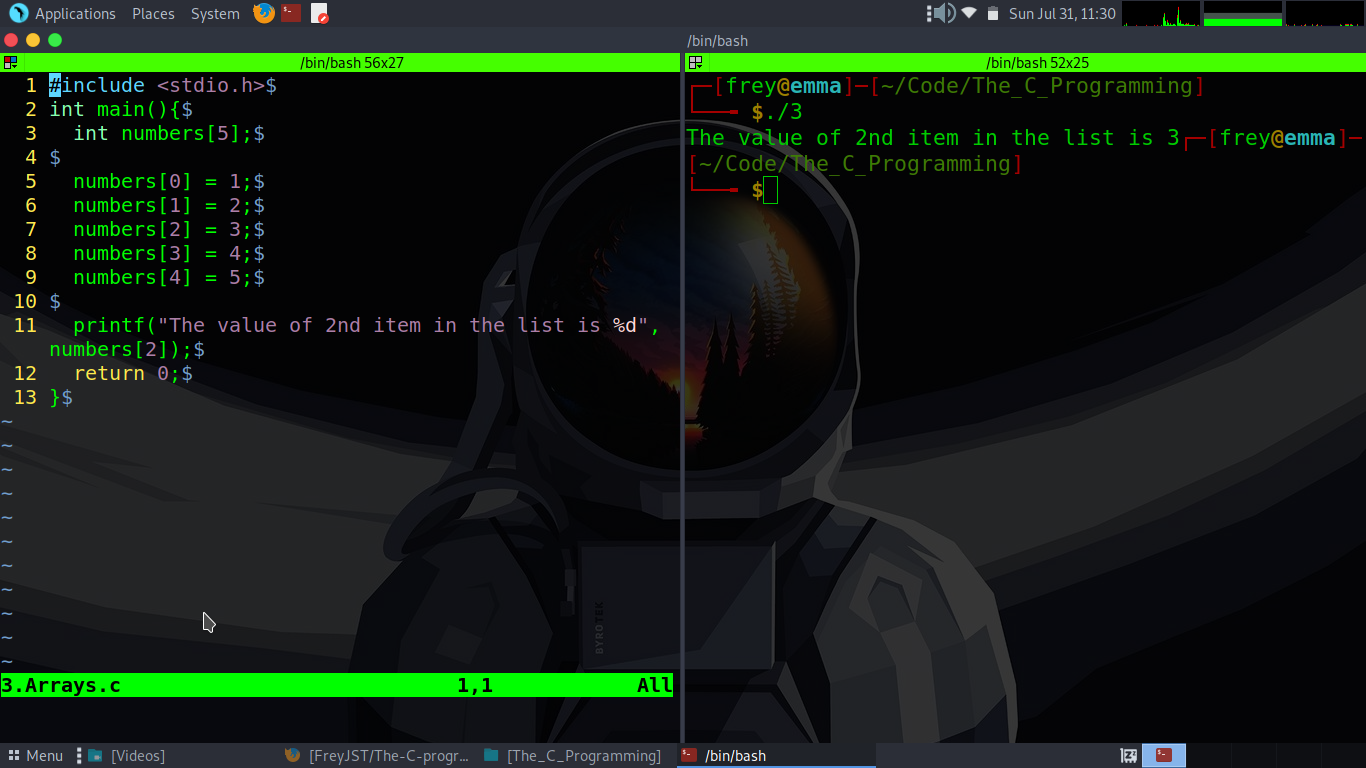 Applications Places System Sun Jul 31, 11:30
/bin/bash
/bin/bash 56x27
1 #include <stdio.h>$
2 int main(){$
3   int numbers[5];$
4 $
5   numbers[0] = 1;$
6   numbers[1] = 2;$
7   numbers[2] = 3;$
8   numbers[3] = 4;$
9   numbers[4] = 5;$
10 $
11   printf("The value of 2nd item in the list is %d",
numbers[2]);$
12   return 0;$
13 }$
~
~
~
~
~
~
~
~
~
~
~
3.Arrays.c 1,1 All
/bin/bash 52x25
┌─[frey@emma]─[~/Code/The_C_Programming]
└──╼ $./3
The value of 2nd item in the list is 3┌─[frey@emma]─
[~/Code/The_C_Programming]
└──╼ $
BYROTEK
Menu [Videos] [FreyJST/The-C-progr... [The_C_Programming] /bin/bash